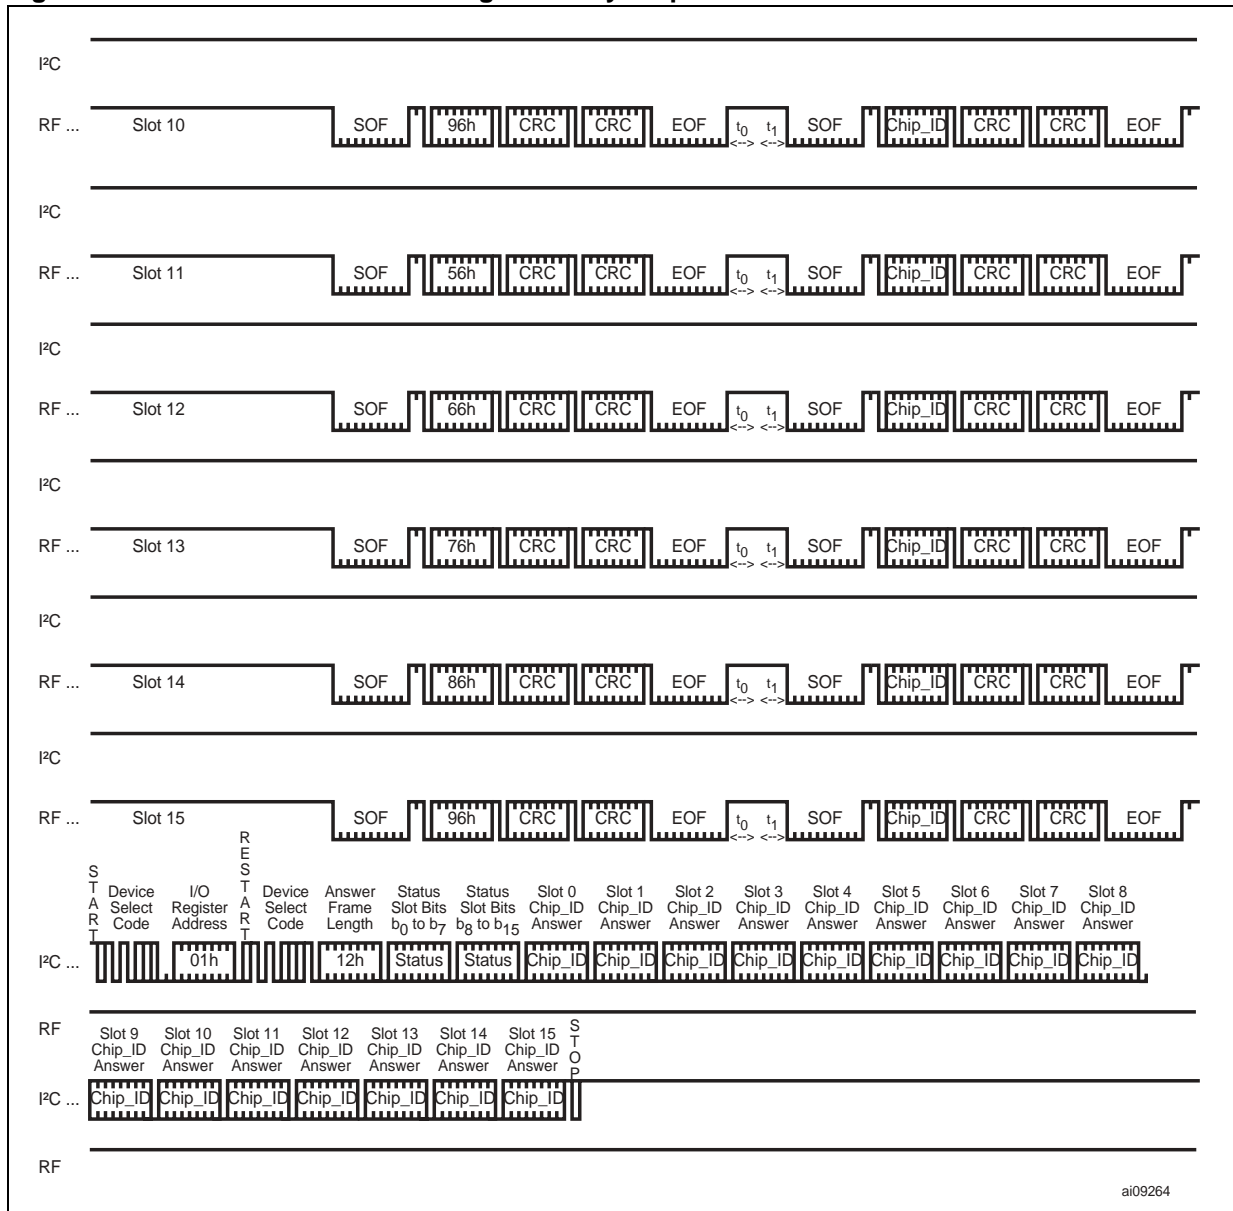 I²C
RF ... Slot 10 SOF 96h CRC CRC EOF t0 t1 SOF Chip_ID CRC CRC EOF
<--> <-->
I²C
RF ... Slot 11 SOF 56h CRC CRC EOF t0 t1 SOF Chip_ID CRC CRC EOF
<--> <-->
I²C
RF ... Slot 12 SOF 66h CRC CRC EOF t0 t1 SOF Chip_ID CRC CRC EOF
<--> <-->
I²C
RF ... Slot 13 SOF 76h CRC CRC EOF t0 t1 SOF Chip_ID CRC CRC EOF
<--> <-->
I²C
RF ... Slot 14 SOF 86h CRC CRC EOF t0 t1 SOF Chip_ID CRC CRC EOF
<--> <-->
I²C
RF ... Slot 15 SOF 96h CRC CRC EOF t0 t1 SOF Chip_ID CRC CRC EOF
<--> <-->
START
Device Select Code
I/O Register Address
RESTART
Device Select Code
Answer Frame Length
Status Slot Bits b0 to b7
Status Slot Bits b8 to b15
Slot 0 Chip_ID Answer
Slot 1 Chip_ID Answer
Slot 2 Chip_ID Answer
Slot 3 Chip_ID Answer
Slot 4 Chip_ID Answer
Slot 5 Chip_ID Answer
Slot 6 Chip_ID Answer
Slot 7 Chip_ID Answer
Slot 8 Chip_ID Answer
I²C ... 01h 12h Status Status Chip_ID Chip_ID Chip_ID Chip_ID Chip_ID Chip_ID Chip_ID Chip_ID Chip_ID
RF
Slot 9 Chip_ID Answer
Slot 10 Chip_ID Answer
Slot 11 Chip_ID Answer
Slot 12 Chip_ID Answer
Slot 13 Chip_ID Answer
Slot 14 Chip_ID Answer
Slot 15 Chip_ID Answer
STOP
I²C ... Chip_ID Chip_ID Chip_ID Chip_ID Chip_ID Chip_ID Chip_ID
RF
ai09264